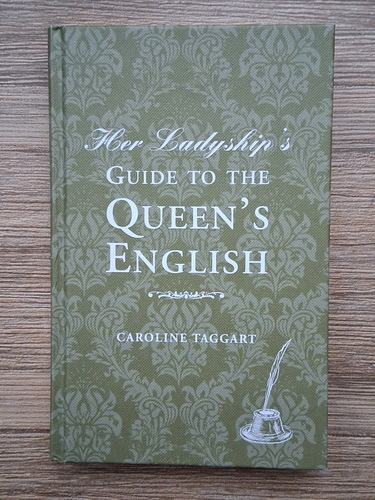 Her Ladyship's
GUIDE TO THE
QUEEN'S
ENGLISH
CAROLINE TAGGART